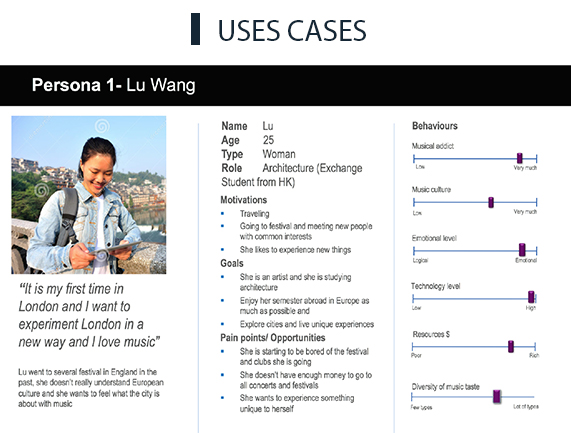 USES CASES
Persona 1- Lu Wang
"It is my first time in
London and I want to
experiment London in a
new way and I love music"
Lu went to several festival in England in the
past, she doesn't really understand European
culture and she wants to feel what the city is
about with music
Name Lu
Age 25
Type Woman
Role Architecture (Exchange
Student from HK)
Motivations
Traveling
Going to festival and meeting new people
with common interests
She likes to experience new things
Goals
She is an artist and she is studying
architecture
Enjoy her semester abroad in Europe as
much as possible and
Explore cities and live unique experiences
Pain points/ Opportunities
She is starting to be bored of the festival
and clubs she is going
She doesn't have enough money to go to
all concerts and festivals
She wants to experience something
unique to herself
Behaviours
Musical addict
Low Very much
Music culture
Low Very much
Emotional level
Logical Emotional
Technology level
Low High
Resources $
Poor Rich
Diversity of music taste
Few types Lot of types